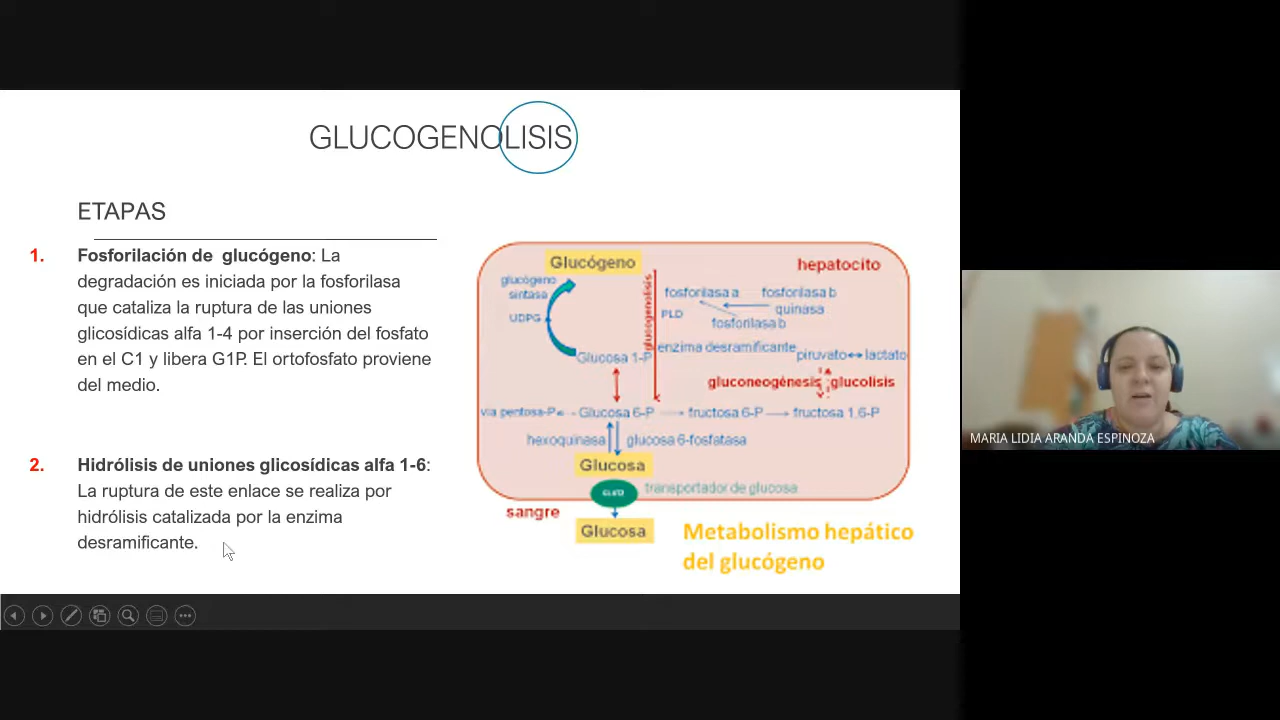 GLUCOGENOLISIS
ETAPAS
1. Fosforilación de glucógeno: La
degradación es iniciada por la fosforilasa
que cataliza la ruptura de las uniones
glicosídicas alfa 1-4 por inserción del fosfato
en el C1 y libera G1P. El ortofosfato proviene
del medio.
2. Hidrólisis de uniones glicosídicas alfa 1-6:
La ruptura de este enlace se realiza por
hidrólisis catalizada por la enzima
desramificante.
Glucógeno
hepatocito
glucógeno
sintasa
UDPG
glucogenolisis
fosforilasa a
fosforilasa b
quinasa
PLD
fosforilasa b
enzima desramificante
Glucosa 1-P
piruvato
lactato
gluconeogénesis
glucolisis
via pentosa-P
Glucosa 6-P
fructosa 6-P
fructosa 1,6-P
hexoquinasa
glucosa 6-fosfatasa
Glucosa
transportador de glucosa
sangre
Glucosa
Metabolismo hepático
del glucógeno
MARIA LIDIA ARANDA ESPINOZA